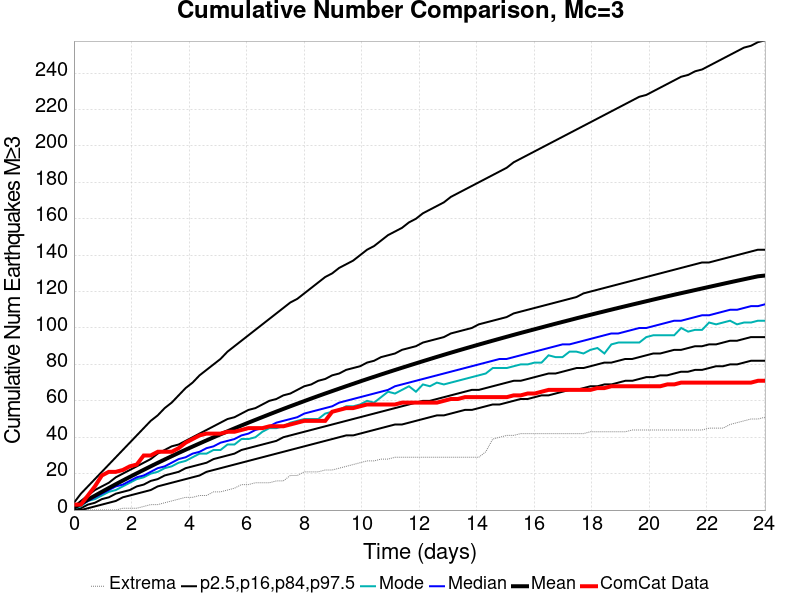 Cumulative Number Comparison, Mc=3
Cumulative Num Earthquakes M≥3
240
220
200
180
160
140
120
100
80
60
40
20
0
0 2 4 6 8 10 12 14 16 18 20 22 24
Time (days)
Extrema p2.5,p16,p84,p97.5 Mode Median Mean ComCat Data